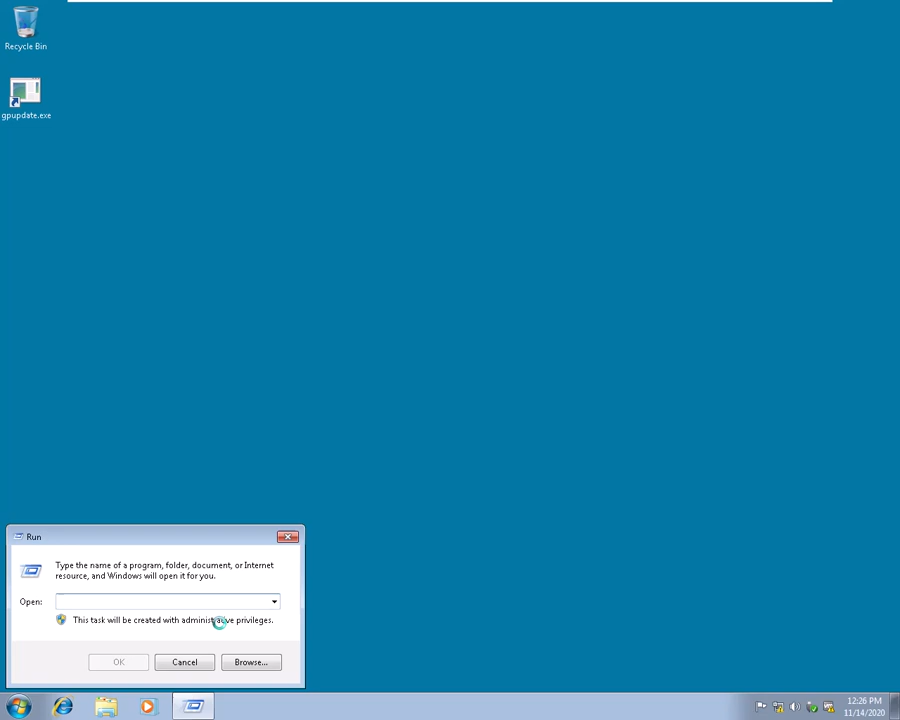 Recycle Bin
gpupdate.exe
Run
Type the name of a program, folder, document, or Internet
resource, and Windows will open it for you.
Open:
This task will be created with administrative privileges.
OK
Cancel
Browse...
12:26 PM
11/14/2020